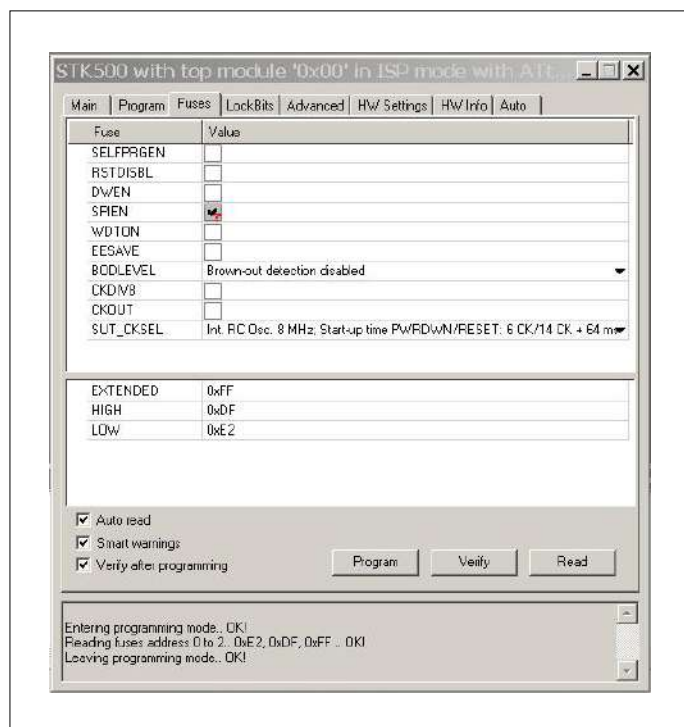 STK500 with top module '0x00' in ISP mode with ATt...
Main Program Fuses LockBits Advanced HW Settings HW Info Auto
Fuse Value
SELFPRGEN
RSTDISBL
DWEN
SPIEN
WDTON
EESAVE
BODLEVEL Brown-out detection disabled
CKDIV8
CKOUT
SUT_CKSEL Int. RC Osc. 8 MHz; Start-up time PWRDWN/RESET: 6 CK/14 CK + 64 ms
EXTENDED 0xFF
HIGH 0xDF
LOW 0xE2
Auto read
Smart warnings
Verify after programming
Program Verify Read
Entering programming mode.. OK!
Reading fuses address 0 to 2.. 0xE2, 0xDF, 0xFF .. OK!
Leaving programming mode.. OK!